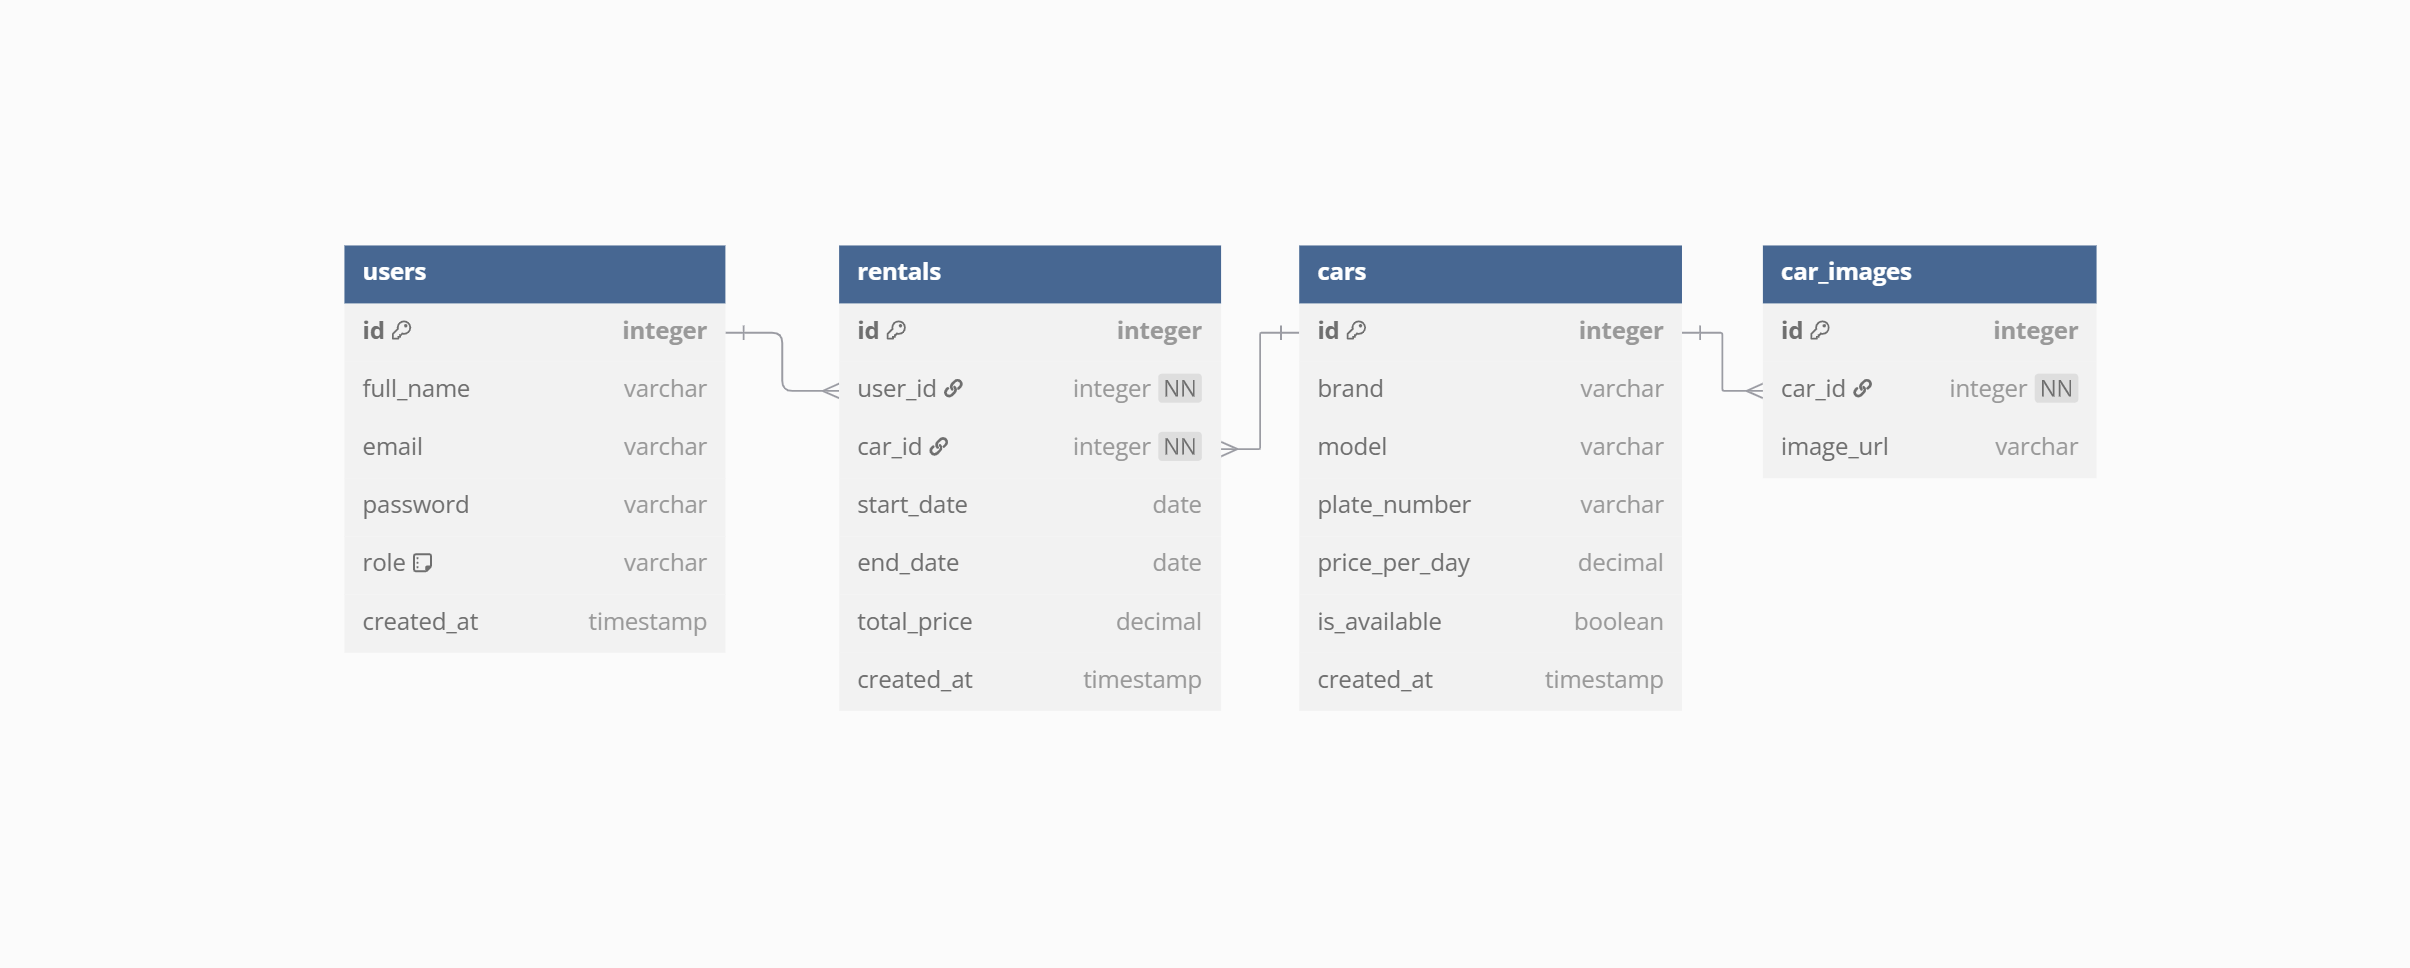 users
id integer
full_name varchar
email varchar
password varchar
role varchar
created_at timestamp
rentals
id integer
user_id integer NN
car_id integer NN
start_date date
end_date date
total_price decimal
created_at timestamp
cars
id integer
brand varchar
model varchar
plate_number varchar
price_per_day decimal
is_available boolean
created_at timestamp
car_images
id integer
car_id integer NN
image_url varchar